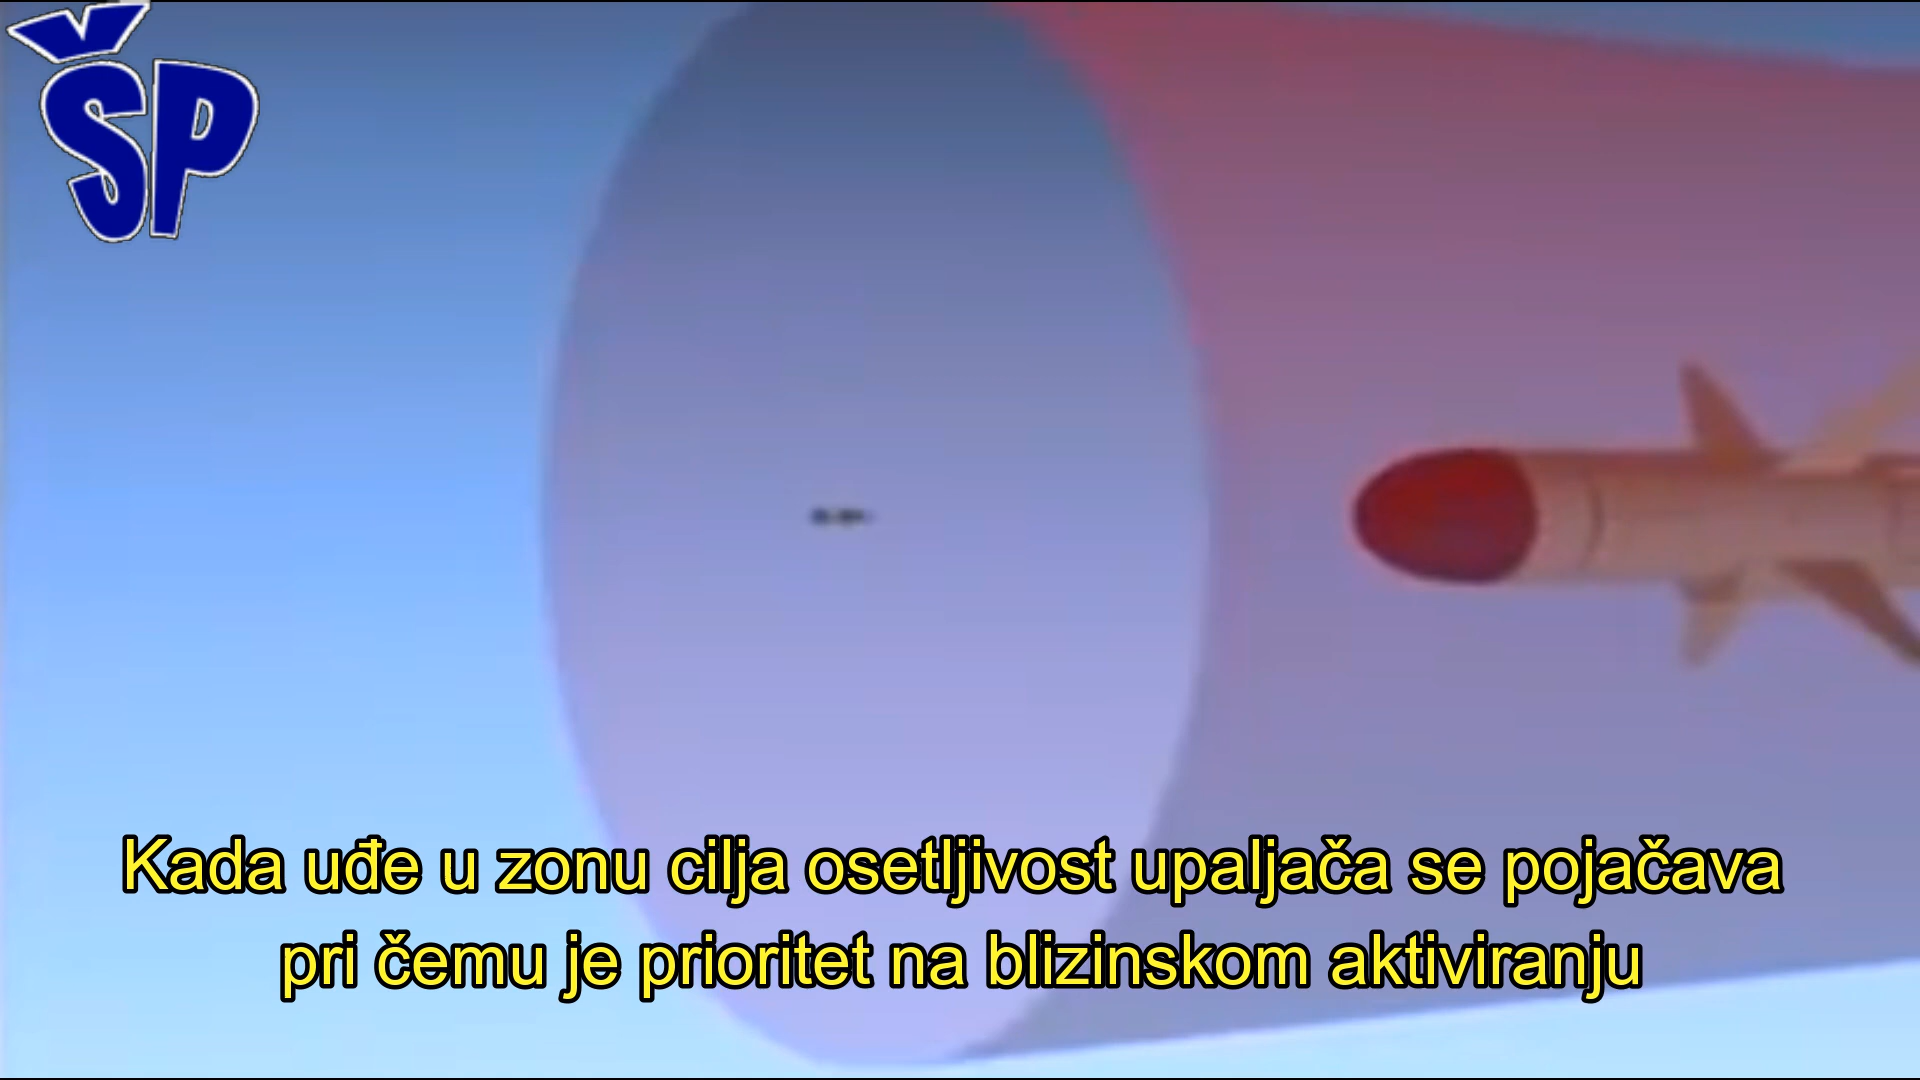 ŠP
Kada uđe u zonu cilja osetljivost upaljača se pojačava
pri čemu je prioritet na blizinskom aktiviranju